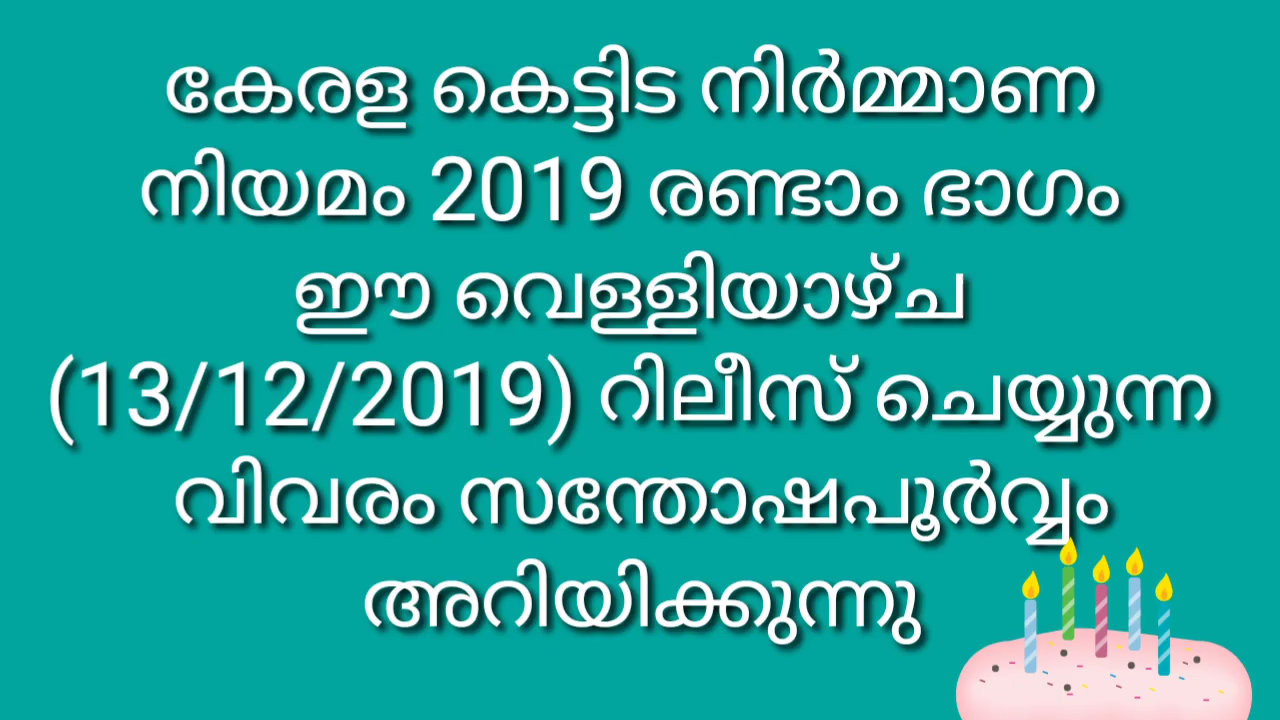 കേരള കെട്ടിട നിർമ്മാണ
നിയമം 2019 രണ്ടാം ഭാഗം
ഈ വെള്ളിയാഴ്ച
(13/12/2019) റിലീസ് ചെയ്യുന്ന
വിവരം സന്തോഷപൂർവ്വം
അറിയിക്കുന്നു